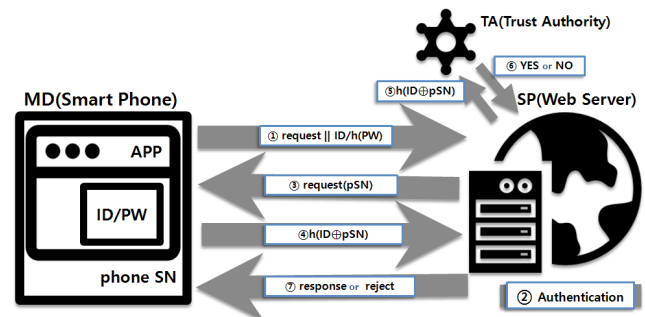 TA(Trust Authority)
⑥ YES or NO
⑤h(ID⊕pSN)
MD(Smart Phone)
SP(Web Server)
① request || ID/h(PW)
APP
③ request(pSN)
ID/PW
④h(ID⊕pSN)
phone SN
⑦ response or reject
② Authentication